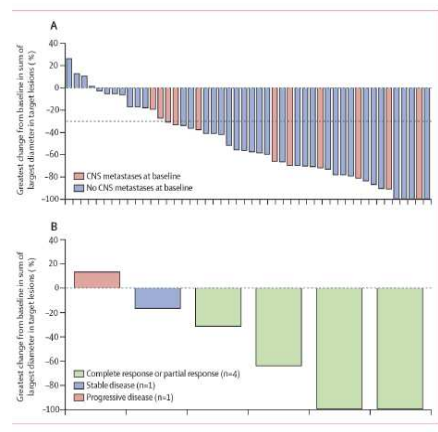 A
Greatest change from baseline in sum of
largest diameter in target lesions (%)
40
20
0
-20
-40
-60
-80
-100
CNS metastases at baseline
No CNS metastases at baseline
B
Greatest change from baseline in sum of
largest diameter in target lesions (%)
40
20
0
-20
-40
-60
-80
-100
Complete response or partial response (n=4)
Stable disease (n=1)
Progressive disease (n=1)